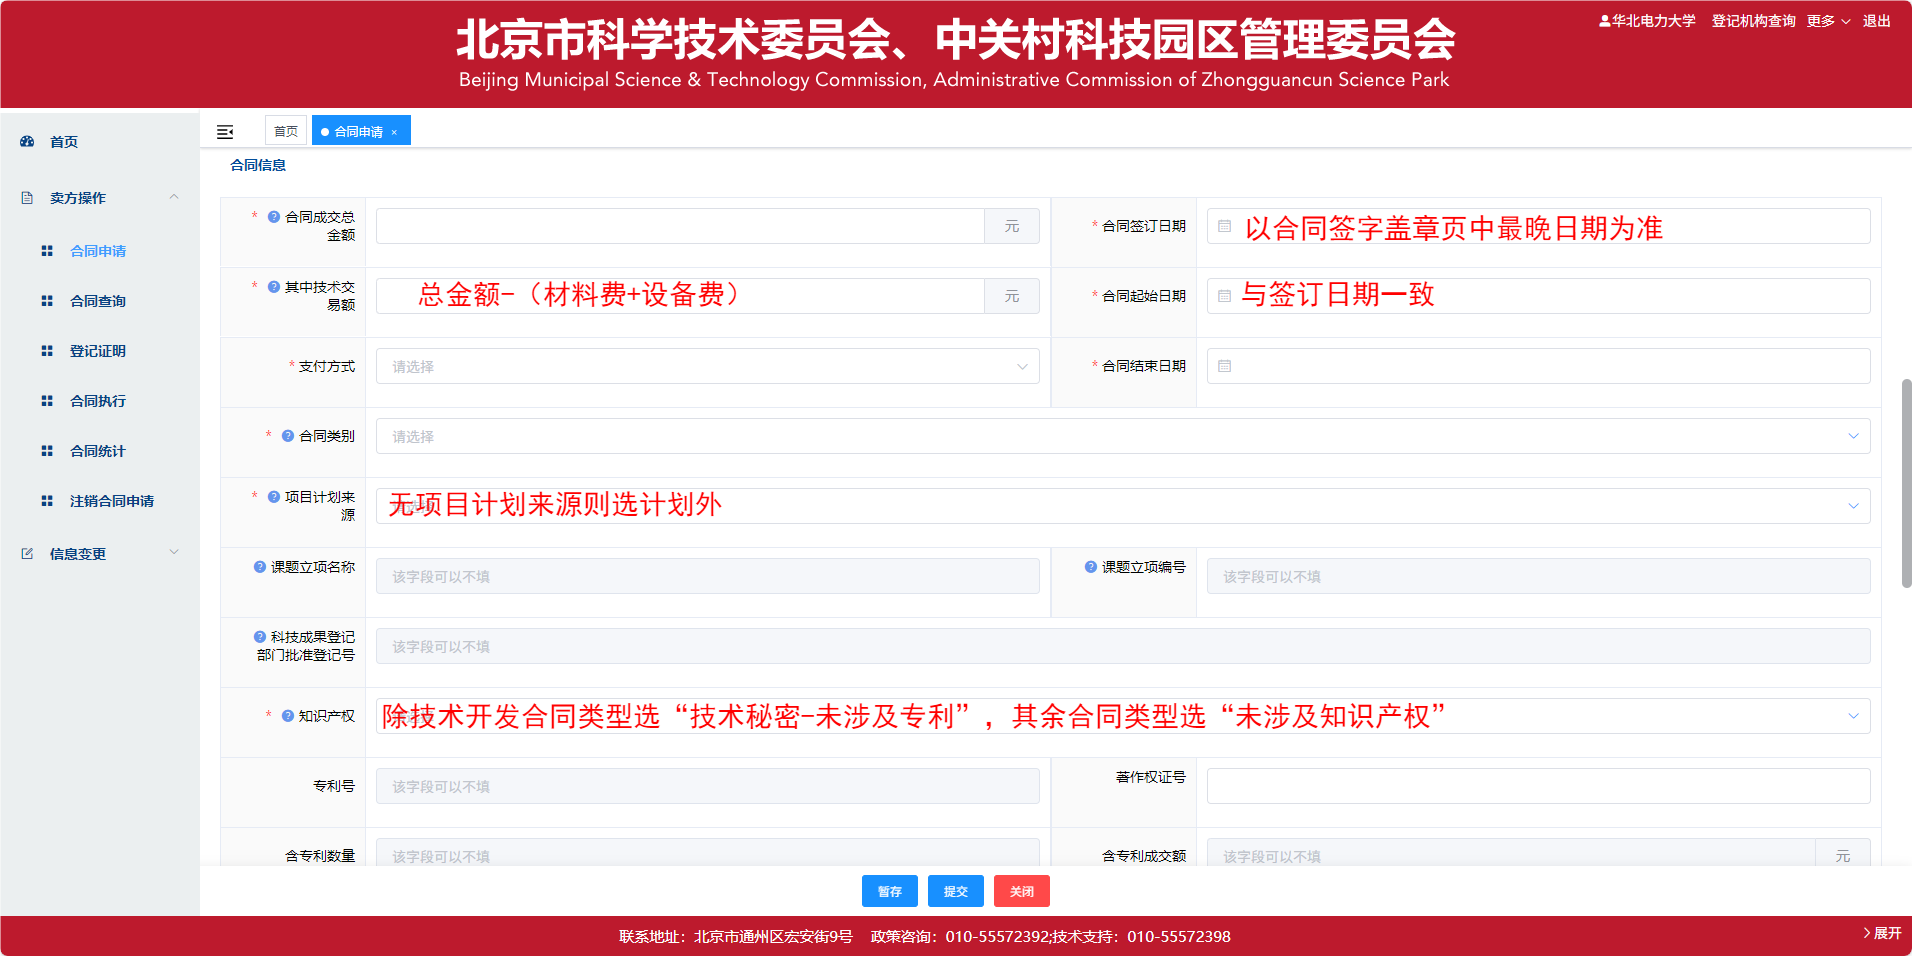 北京市科学技术委员会、中关村科技园区管理委员会
Beijing Municipal Science & Technology Commission, Administrative Commission of Zhongguancun Science Park
华北电力大学 登记机构查询 更多 退出
首页
卖方操作
合同申请
合同查询
登记证明
合同执行
合同统计
注销合同申请
信息变更
首页 合同申请 ×
合同信息
* ? 合同成交总
金额
元
* 合同签订日期
以合同签字盖章页中最晚日期为准
* ? 其中技术交
易额
总金额-（材料费+设备费）
元
* 合同起始日期
与签订日期一致
* 支付方式
请选择
* 合同结束日期
* ? 合同类别
请选择
* ? 项目计划来
源
无项目计划来源则选计划外
? 课题立项名称
该字段可以不填
? 课题立项编号
该字段可以不填
? 科技成果登记
部门批准登记号
该字段可以不填
* ? 知识产权
除技术开发合同类型选“技术秘密-未涉及专利”，其余合同类型选“未涉及知识产权”
专利号
该字段可以不填
著作权证号
含专利数量
该字段可以不填
含专利成交额
该字段可以不填
元
暂存 提交 关闭
联系地址：北京市通州区宏安街9号 政策咨询：010-55572392;技术支持：010-55572398
展开